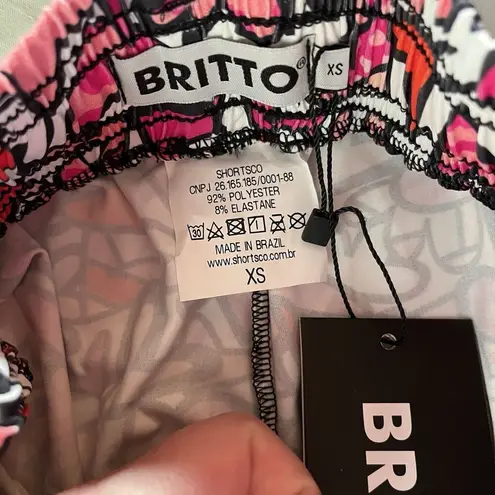 BRITTO®
XS
SHORTSCO
CNPJ 26.165.185/0001-88
92% POLYESTER
8% ELASTANE
30
MADE IN BRAZIL
www.shortsco.com.br
XS
BR